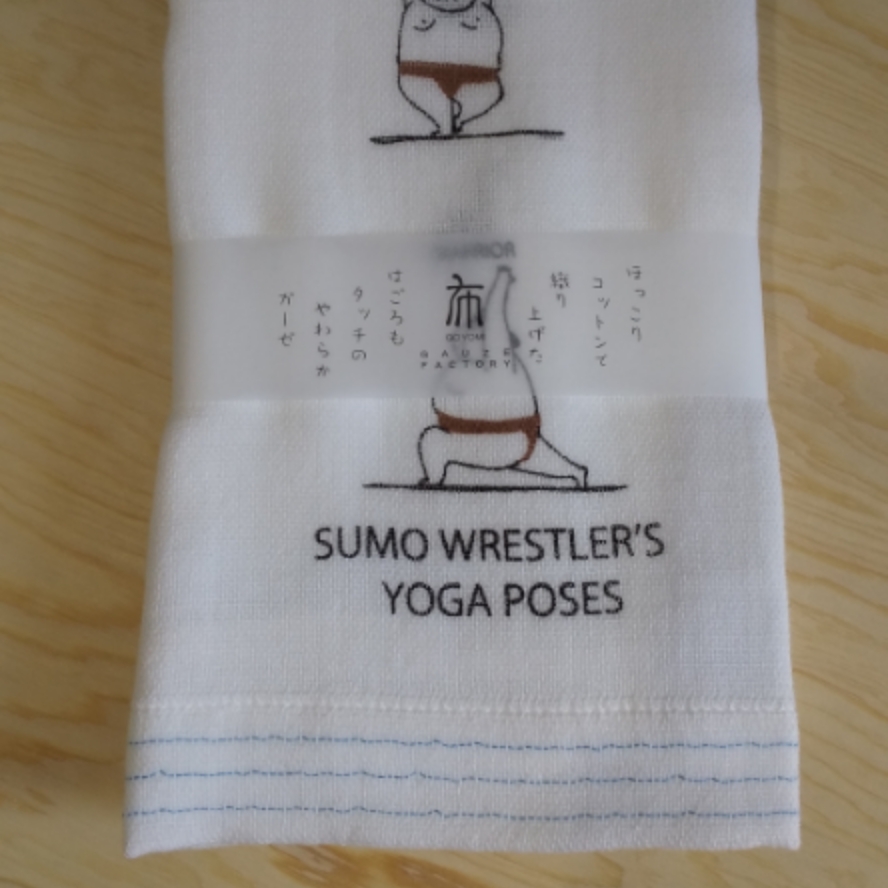 ほっこり
コットンで
織り
上げた
布
GOYOMI
GAUZE
FACTORY
はごろも
タッチの
やわらか
ガーゼ
SUMO WRESTLER'S
YOGA POSES